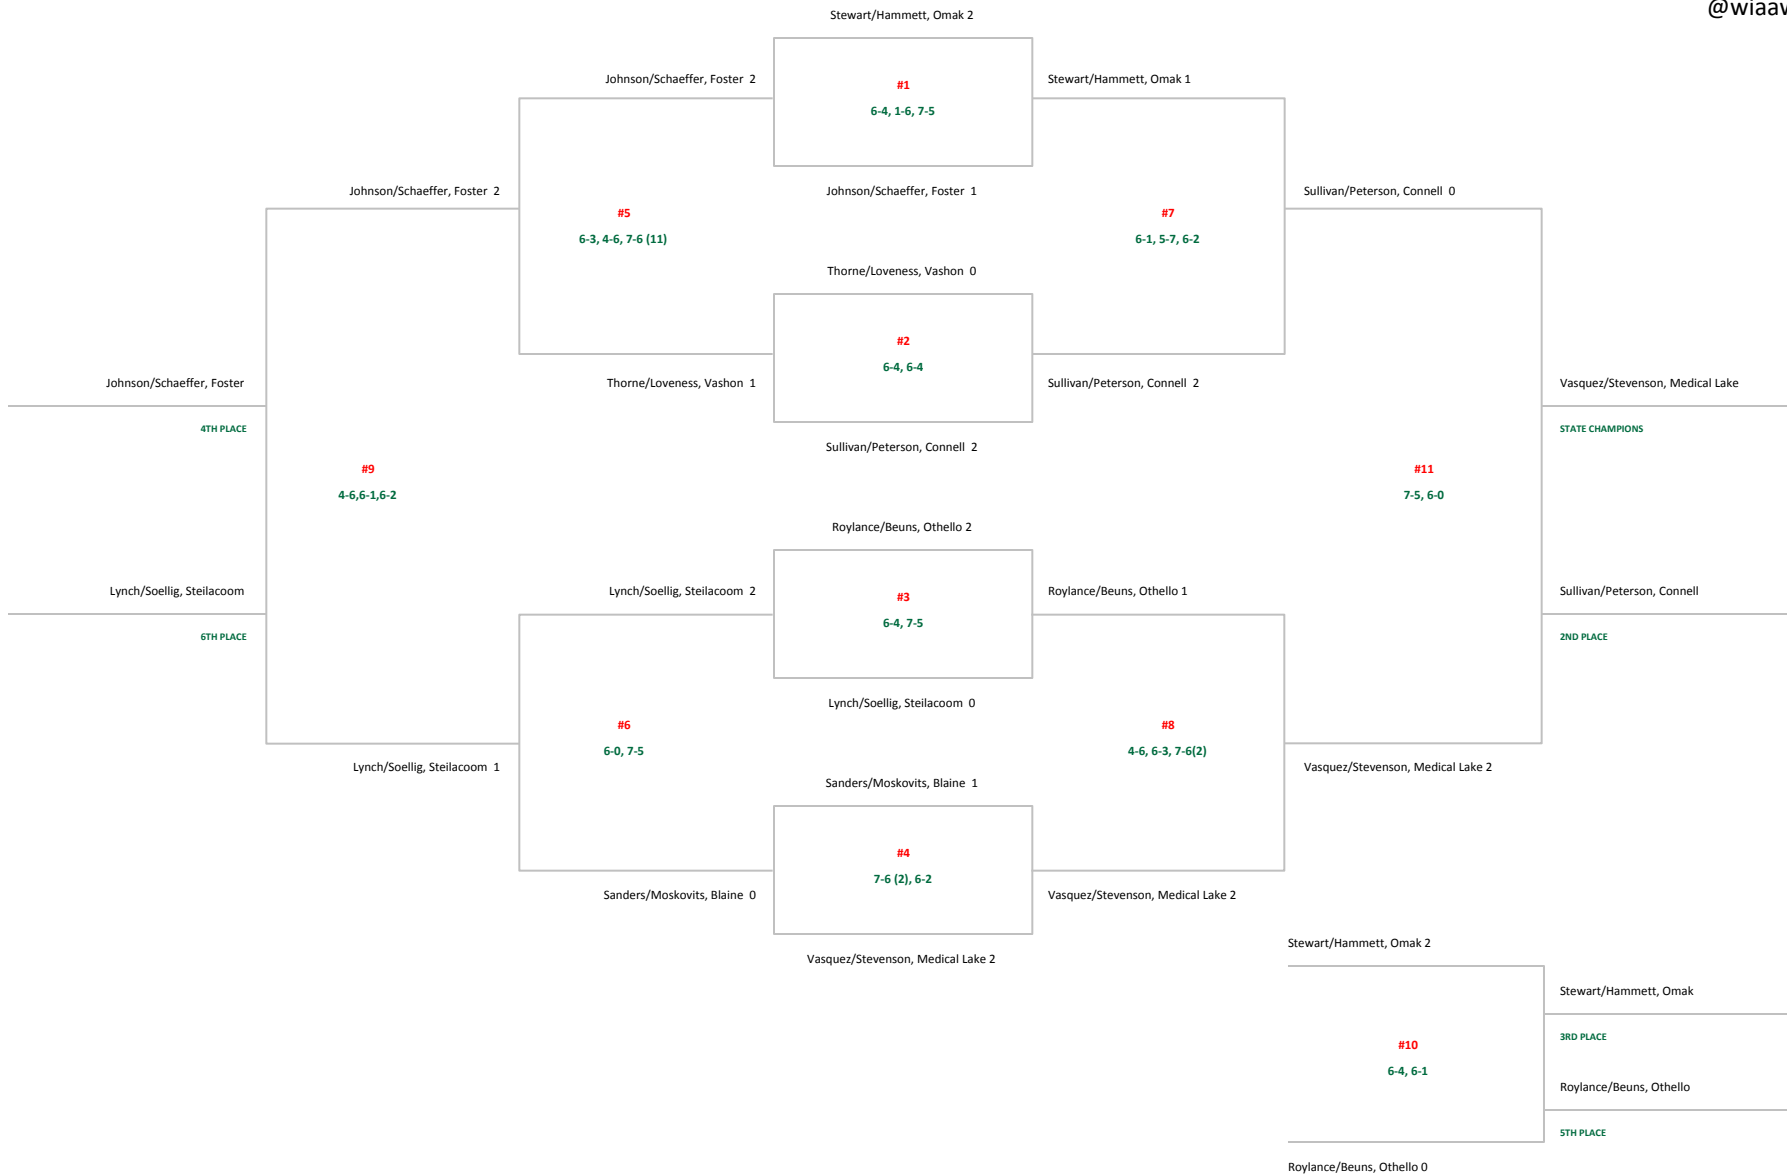 @wiaaw
Stewart/Hammett, Omak 2
Johnson/Schaeffer, Foster 2
#1
Stewart/Hammett, Omak 1
6-4, 1-6, 7-5
Johnson/Schaeffer, Foster 2
Johnson/Schaeffer, Foster 1
Sullivan/Peterson, Connell 0
#5
#7
6-3, 4-6, 7-6 (11)
6-1, 5-7, 6-2
Thorne/Loveness, Vashon 0
#2
6-4, 6-4
Johnson/Schaeffer, Foster
Thorne/Loveness, Vashon 1
Sullivan/Peterson, Connell 2
Vasquez/Stevenson, Medical Lake
4TH PLACE
STATE CHAMPIONS
Sullivan/Peterson, Connell 2
#9
#11
4-6,6-1,6-2
7-5, 6-0
Roylance/Beuns, Othello 2
Lynch/Soellig, Steilacoom
Lynch/Soellig, Steilacoom 2
#3
Roylance/Beuns, Othello 1
Sullivan/Peterson, Connell
6-4, 7-5
6TH PLACE
2ND PLACE
Lynch/Soellig, Steilacoom 0
#6
#8
6-0, 7-5
4-6, 6-3, 7-6(2)
Lynch/Soellig, Steilacoom 1
Vasquez/Stevenson, Medical Lake 2
Sanders/Moskovits, Blaine 1
#4
7-6 (2), 6-2
Sanders/Moskovits, Blaine 0
Vasquez/Stevenson, Medical Lake 2
Stewart/Hammett, Omak 2
Vasquez/Stevenson, Medical Lake 2
Stewart/Hammett, Omak
3RD PLACE
#10
6-4, 6-1
Roylance/Beuns, Othello
5TH PLACE
Roylance/Beuns, Othello 0